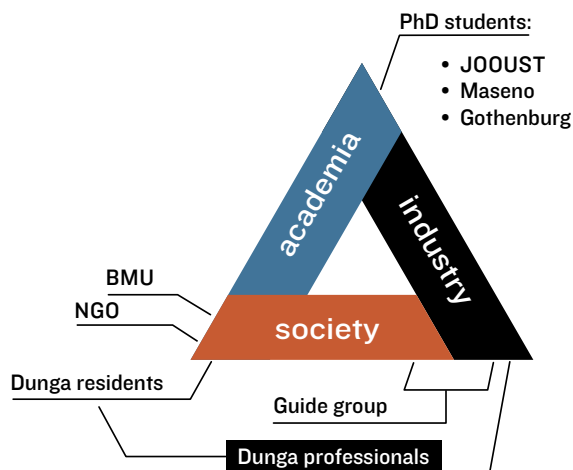 PhD students:
• JOOUST
• Maseno
• Gothenburg
academia
industry
BMU
NGO
society
Dunga residents
Guide group
Dunga professionals